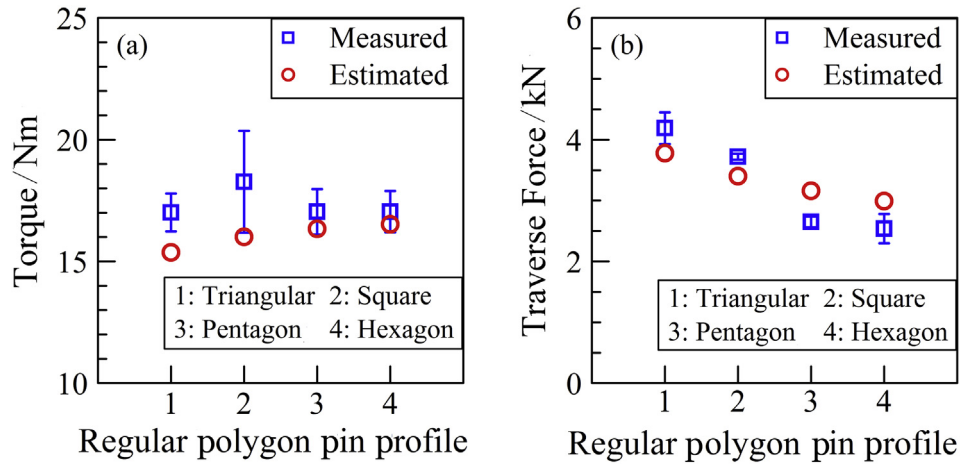 (a)
Measured
Estimated
Torque/Nm
25
20
15
10
1: Triangular 2: Square
3: Pentagon 4: Hexagon
1 2 3 4
Regular polygon pin profile
(b)
Measured
Estimated
Traverse Force/kN
6
4
2
0
1: Triangular 2: Square
3: Pentagon 4: Hexagon
1 2 3 4
Regular polygon pin profile